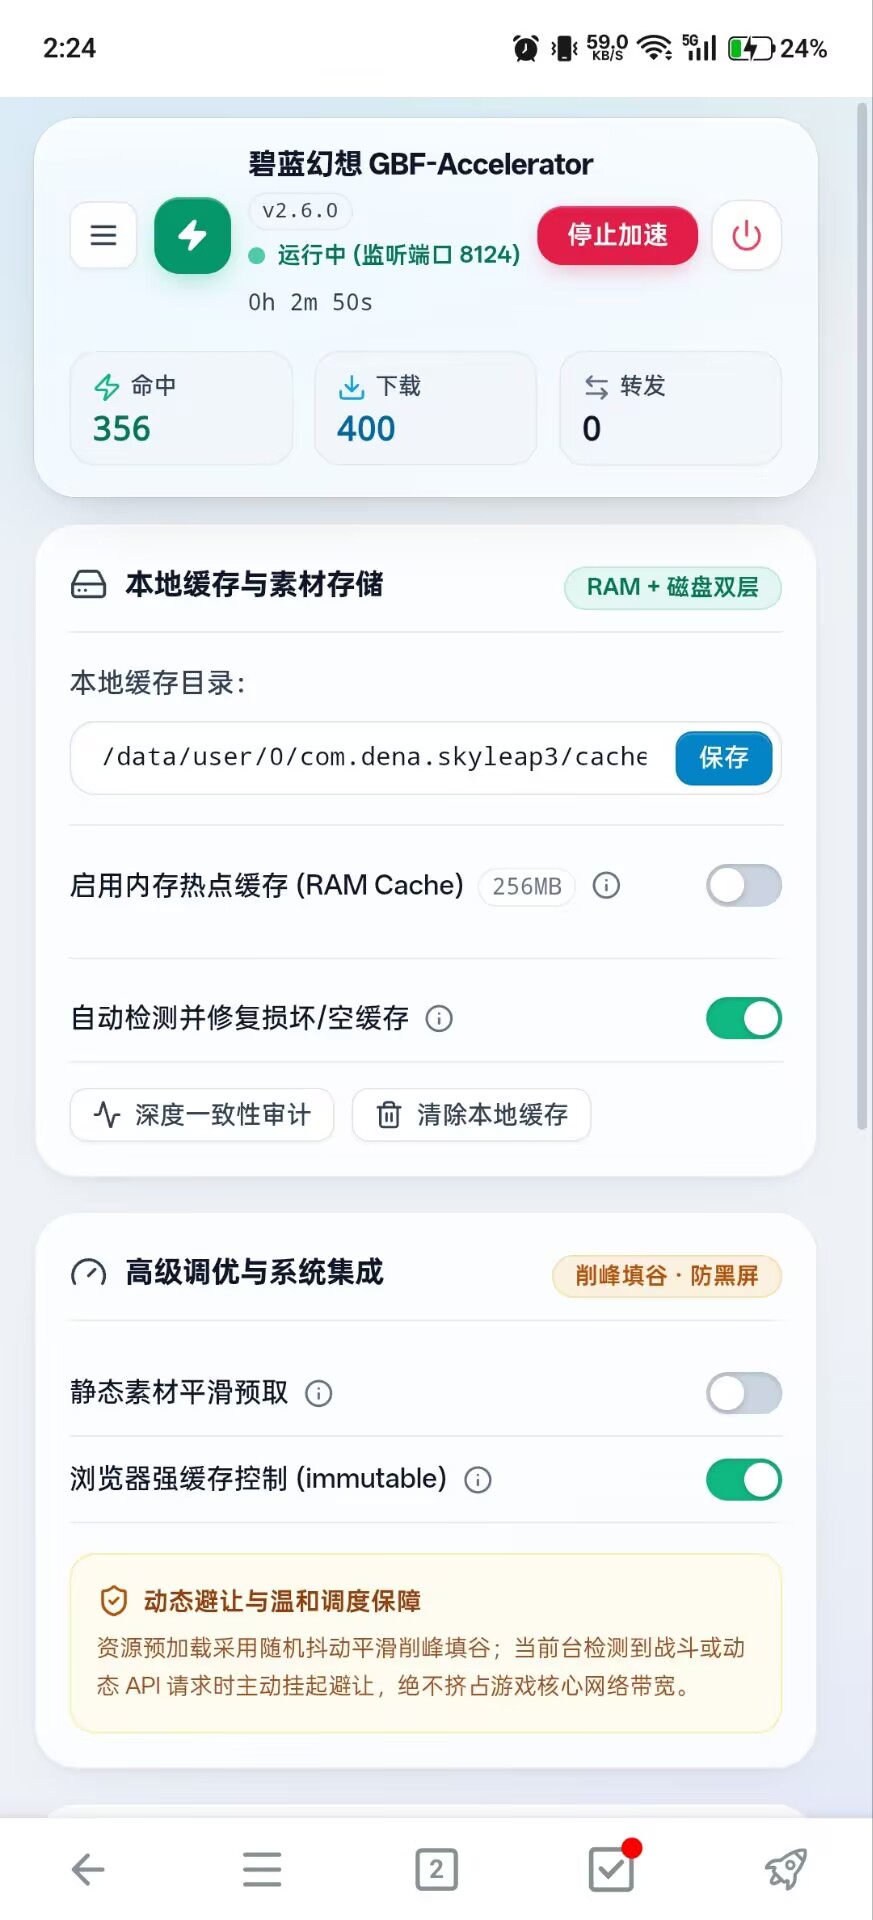 2:24
59.0 KB/S
5G
24%
碧蓝幻想 GBF-Accelerator
v2.6.0
运行中 (监听端口 8124)
0h 2m 50s
停止加速
命中
356
下载
400
转发
0
本地缓存与素材存储
RAM + 磁盘双层
本地缓存目录:
/data/user/0/com.dena.skyleap3/cache
保存
启用内存热点缓存 (RAM Cache) 256MB
自动检测并修复损坏/空缓存
深度一致性审计
清除本地缓存
高级调优与系统集成
削峰填谷 · 防黑屏
静态素材平滑预取
浏览器强缓存控制 (immutable)
动态避让与温和调度保障
资源预加载采用随机抖动平滑削峰填谷；当前台检测到战斗或动
态 API 请求时主动挂起避让，绝不挤占游戏核心网络带宽。
2